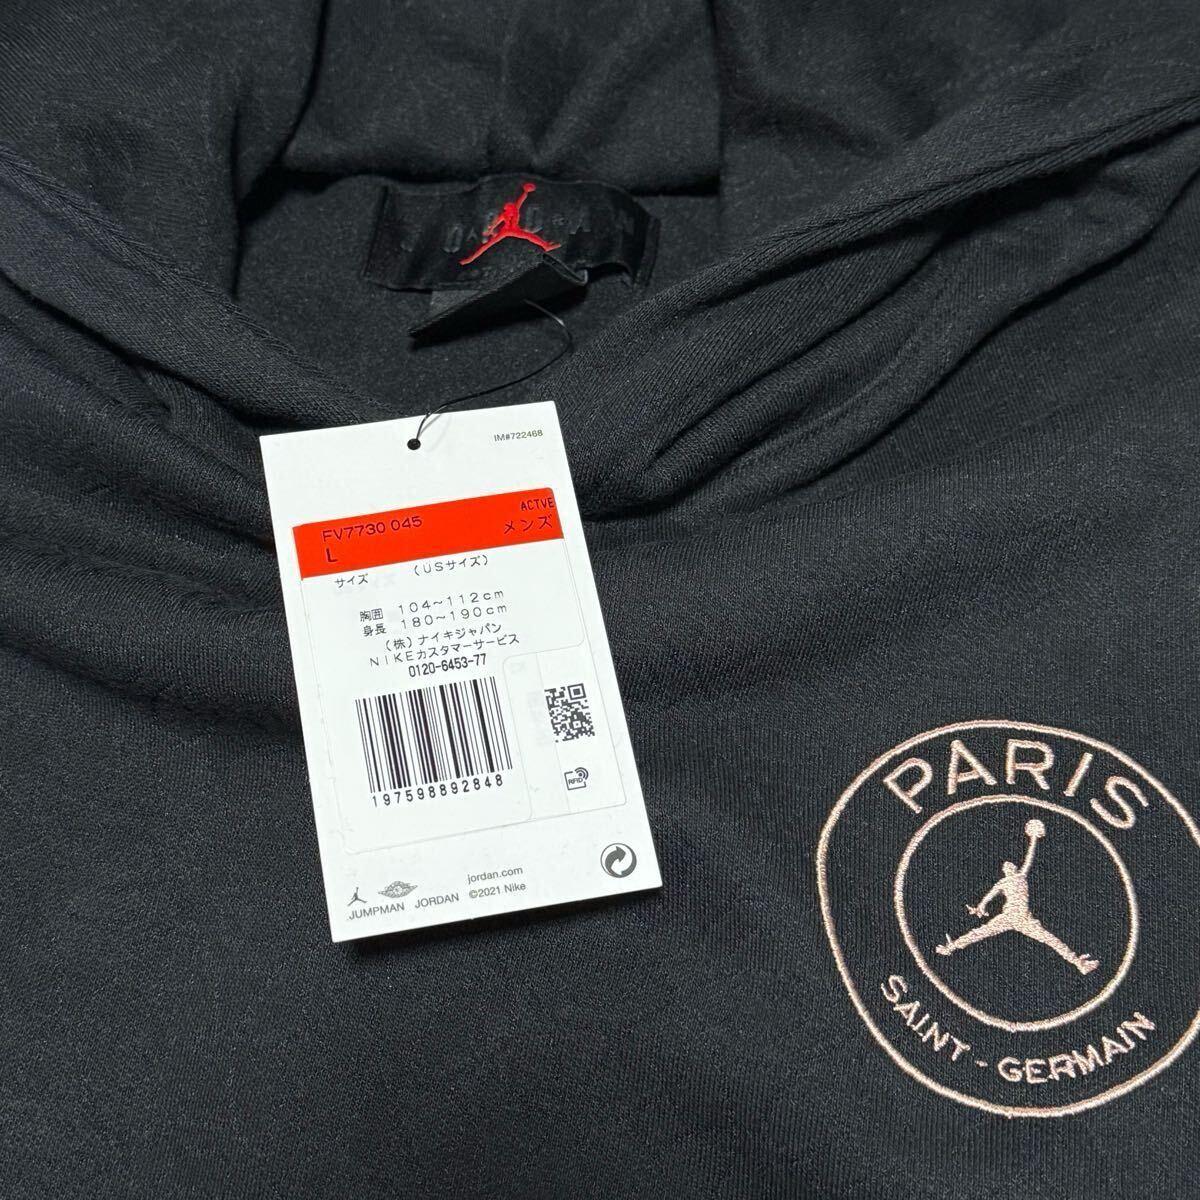 JORDAN
IM#722468
FV7730 045
ACTVE
L
メンズ
サイズ
(USサイズ)
胸囲 104~112cm
身長 180~190cm
(株)ナイキジャパン
NIKEカスタマーサービス
0120-6453-77
197598892848
RFID
jordan.com
JUMPMAN JORDAN ©2021 Nike
PARIS
SAINT-GERMAIN